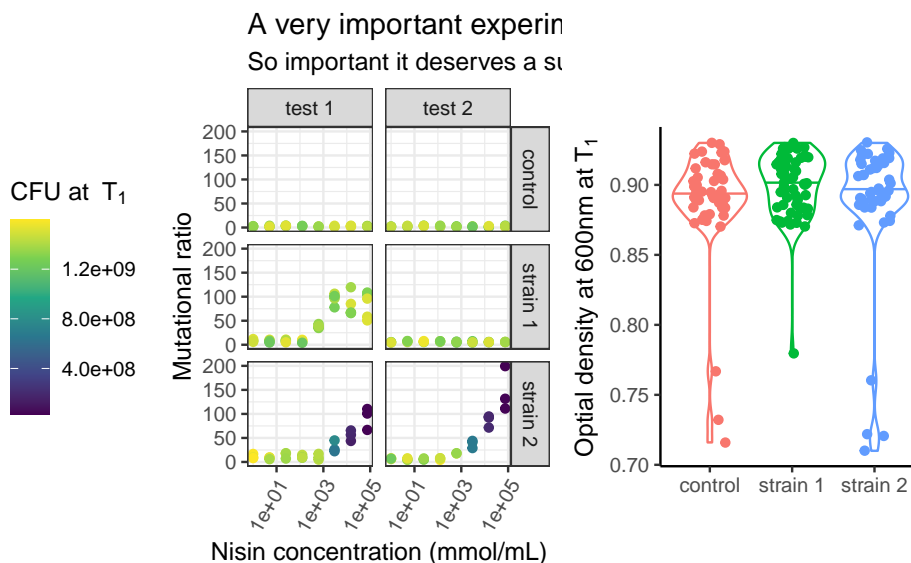 A very important experin
So important it deserves a su
CFU at T₁
1.2e+09
8.0e+08
4.0e+08
test 1
test 2
Mutational ratio
200
150
100
50
0
control
200
150
100
50
0
strain 1
200
150
100
50
0
strain 2
1e+01
1e+03
1e+05
1e+01
1e+03
1e+05
Nisin concentration (mmol/mL)
Optial density at 600nm at T₁
0.90
0.85
0.80
0.75
0.70
control
strain 1
strain 2